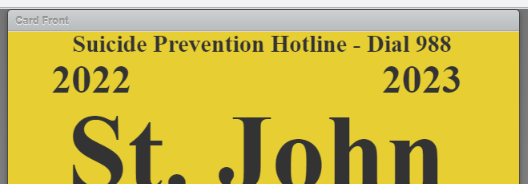 Card Front
Suicide Prevention Hotline - Dial 988
2022 2023
St. John